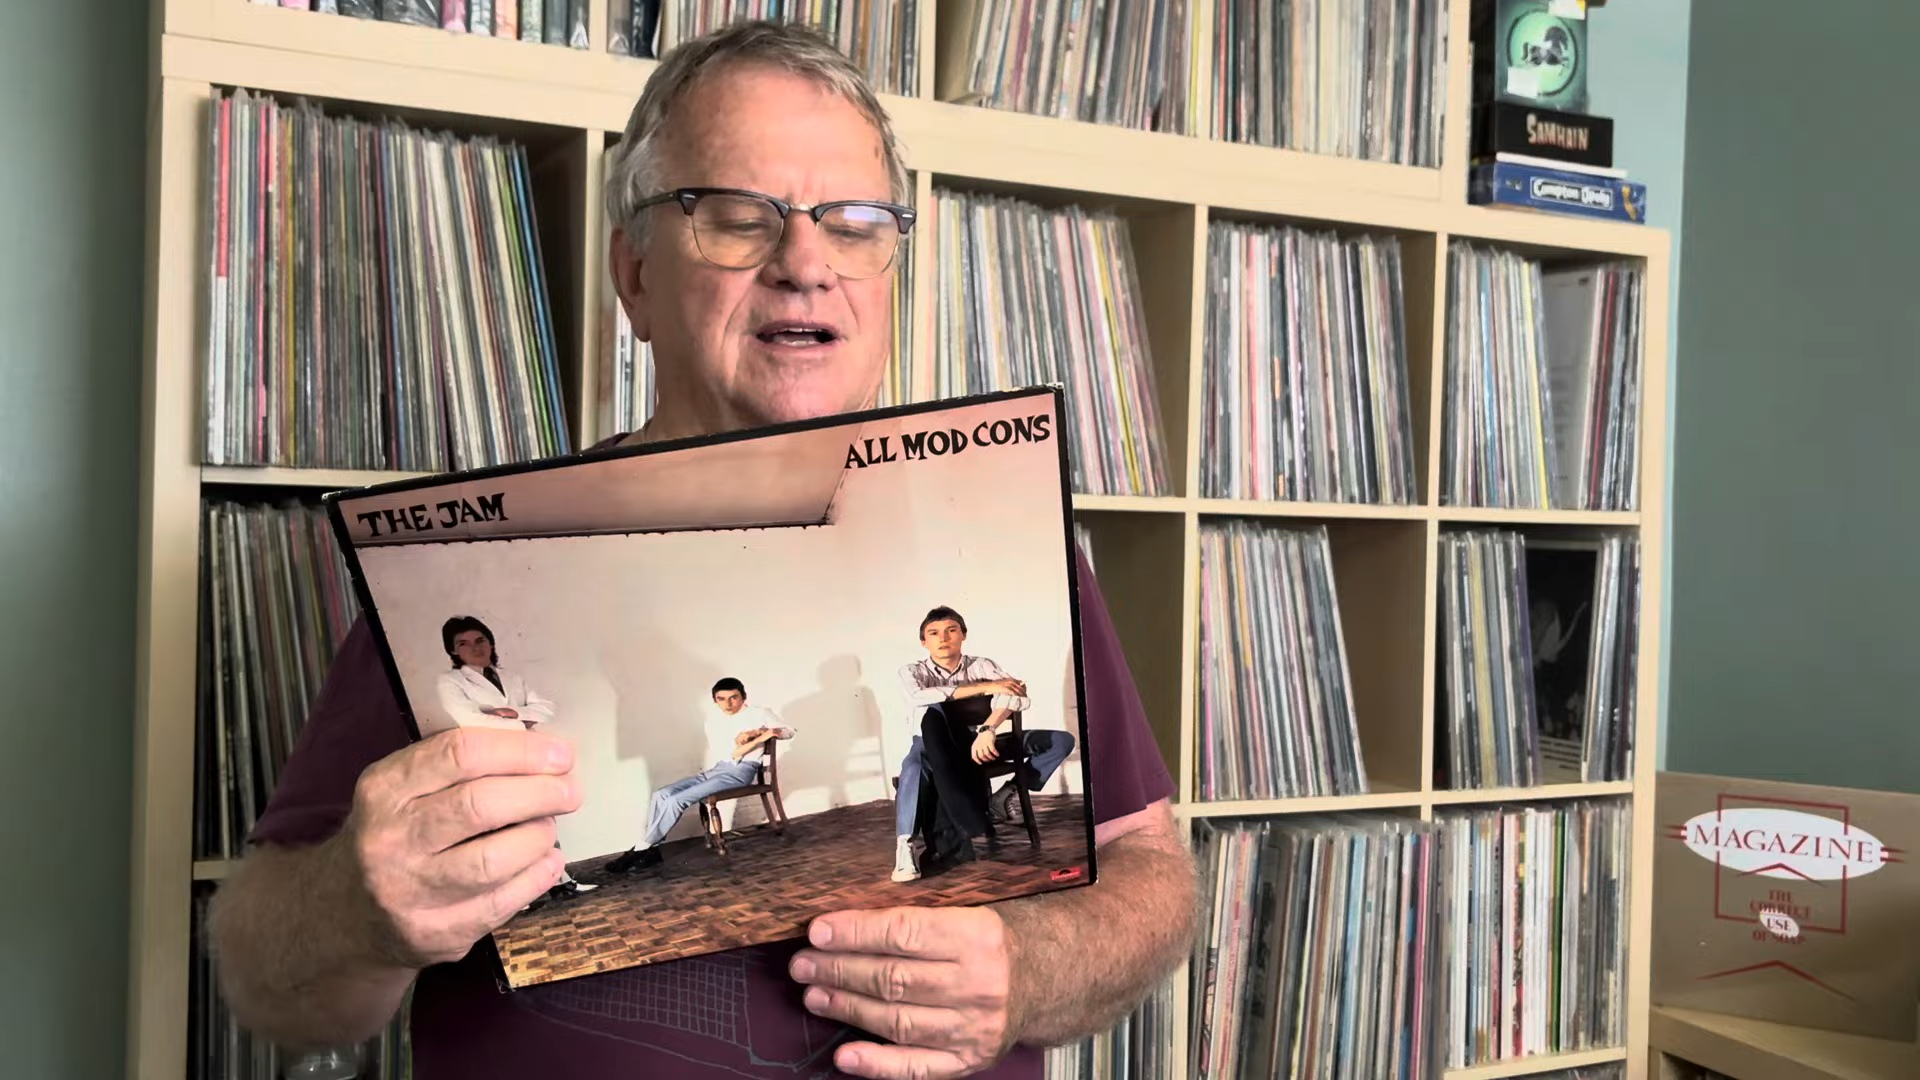 SAMHAIN
ALL MOD CONS
THE JAM
MAGAZINE
THE
CORRECT
USE
OF SOAP